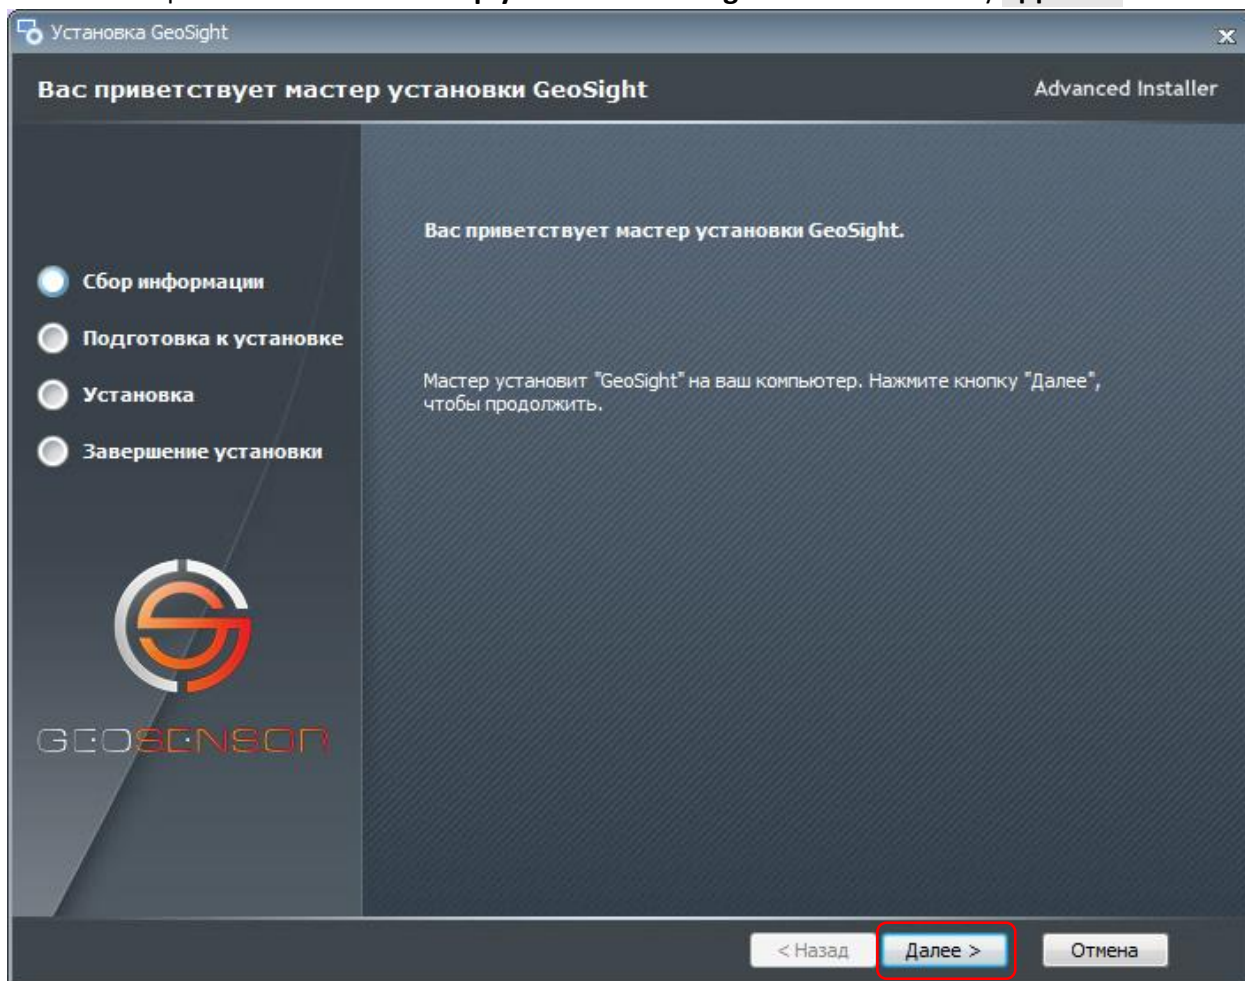 Установка GeoSight
Вас приветствует мастер установки GeoSight
Advanced Installer
Вас приветствует мастер установки GeoSight.
Сбор информации
Подготовка к установке
Установка
Завершение установки
Мастер установит "GeoSight" на ваш компьютер. Нажмите кнопку "Далее",
чтобы продолжить.
GEOSENSOR
< Назад
Далее >
Отмена